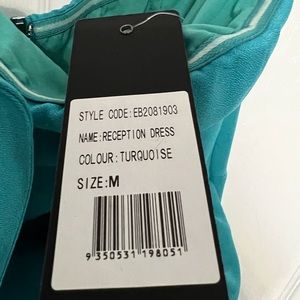 STYLE CODE:EB2081903
NAME:RECEPTION DRESS
COLOUR:TURQUOISE
SIZE:M
9 350531 198051